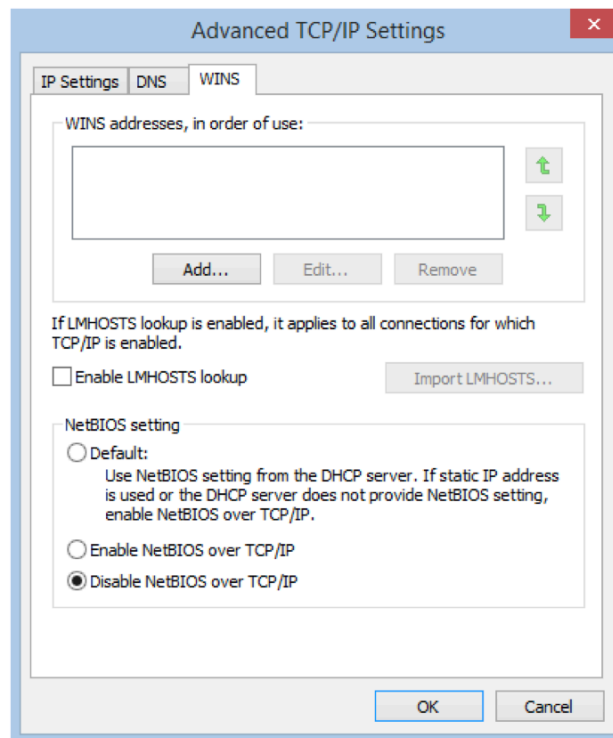 Advanced TCP/IP Settings
IP Settings DNS WINS
WINS addresses, in order of use:
Add... Edit... Remove
If LMHOSTS lookup is enabled, it applies to all connections for which
TCP/IP is enabled.
Enable LMHOSTS lookup Import LMHOSTS...
NetBIOS setting
Default:
Use NetBIOS setting from the DHCP server. If static IP address
is used or the DHCP server does not provide NetBIOS setting,
enable NetBIOS over TCP/IP.
Enable NetBIOS over TCP/IP
Disable NetBIOS over TCP/IP
OK Cancel